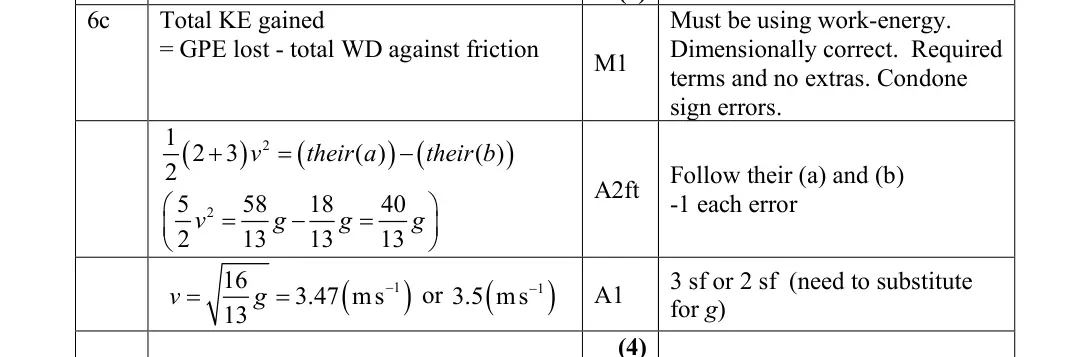 6c
Total KE gained
= GPE lost - total WD against friction
M1
Must be using work-energy.
Dimensionally correct.  Required
terms and no extras. Condone
sign errors.
1/2 (2+3)v² = (their(a)) − (their(b))
(5/2 v² = 58/13 g − 18/13 g = 40/13 g)
A2ft
Follow their (a) and (b)
-1 each error
v = √(16/13 g) = 3.47 (m s⁻¹) or 3.5 (m s⁻¹)
A1
3 sf or 2 sf  (need to substitute
for g)
(4)